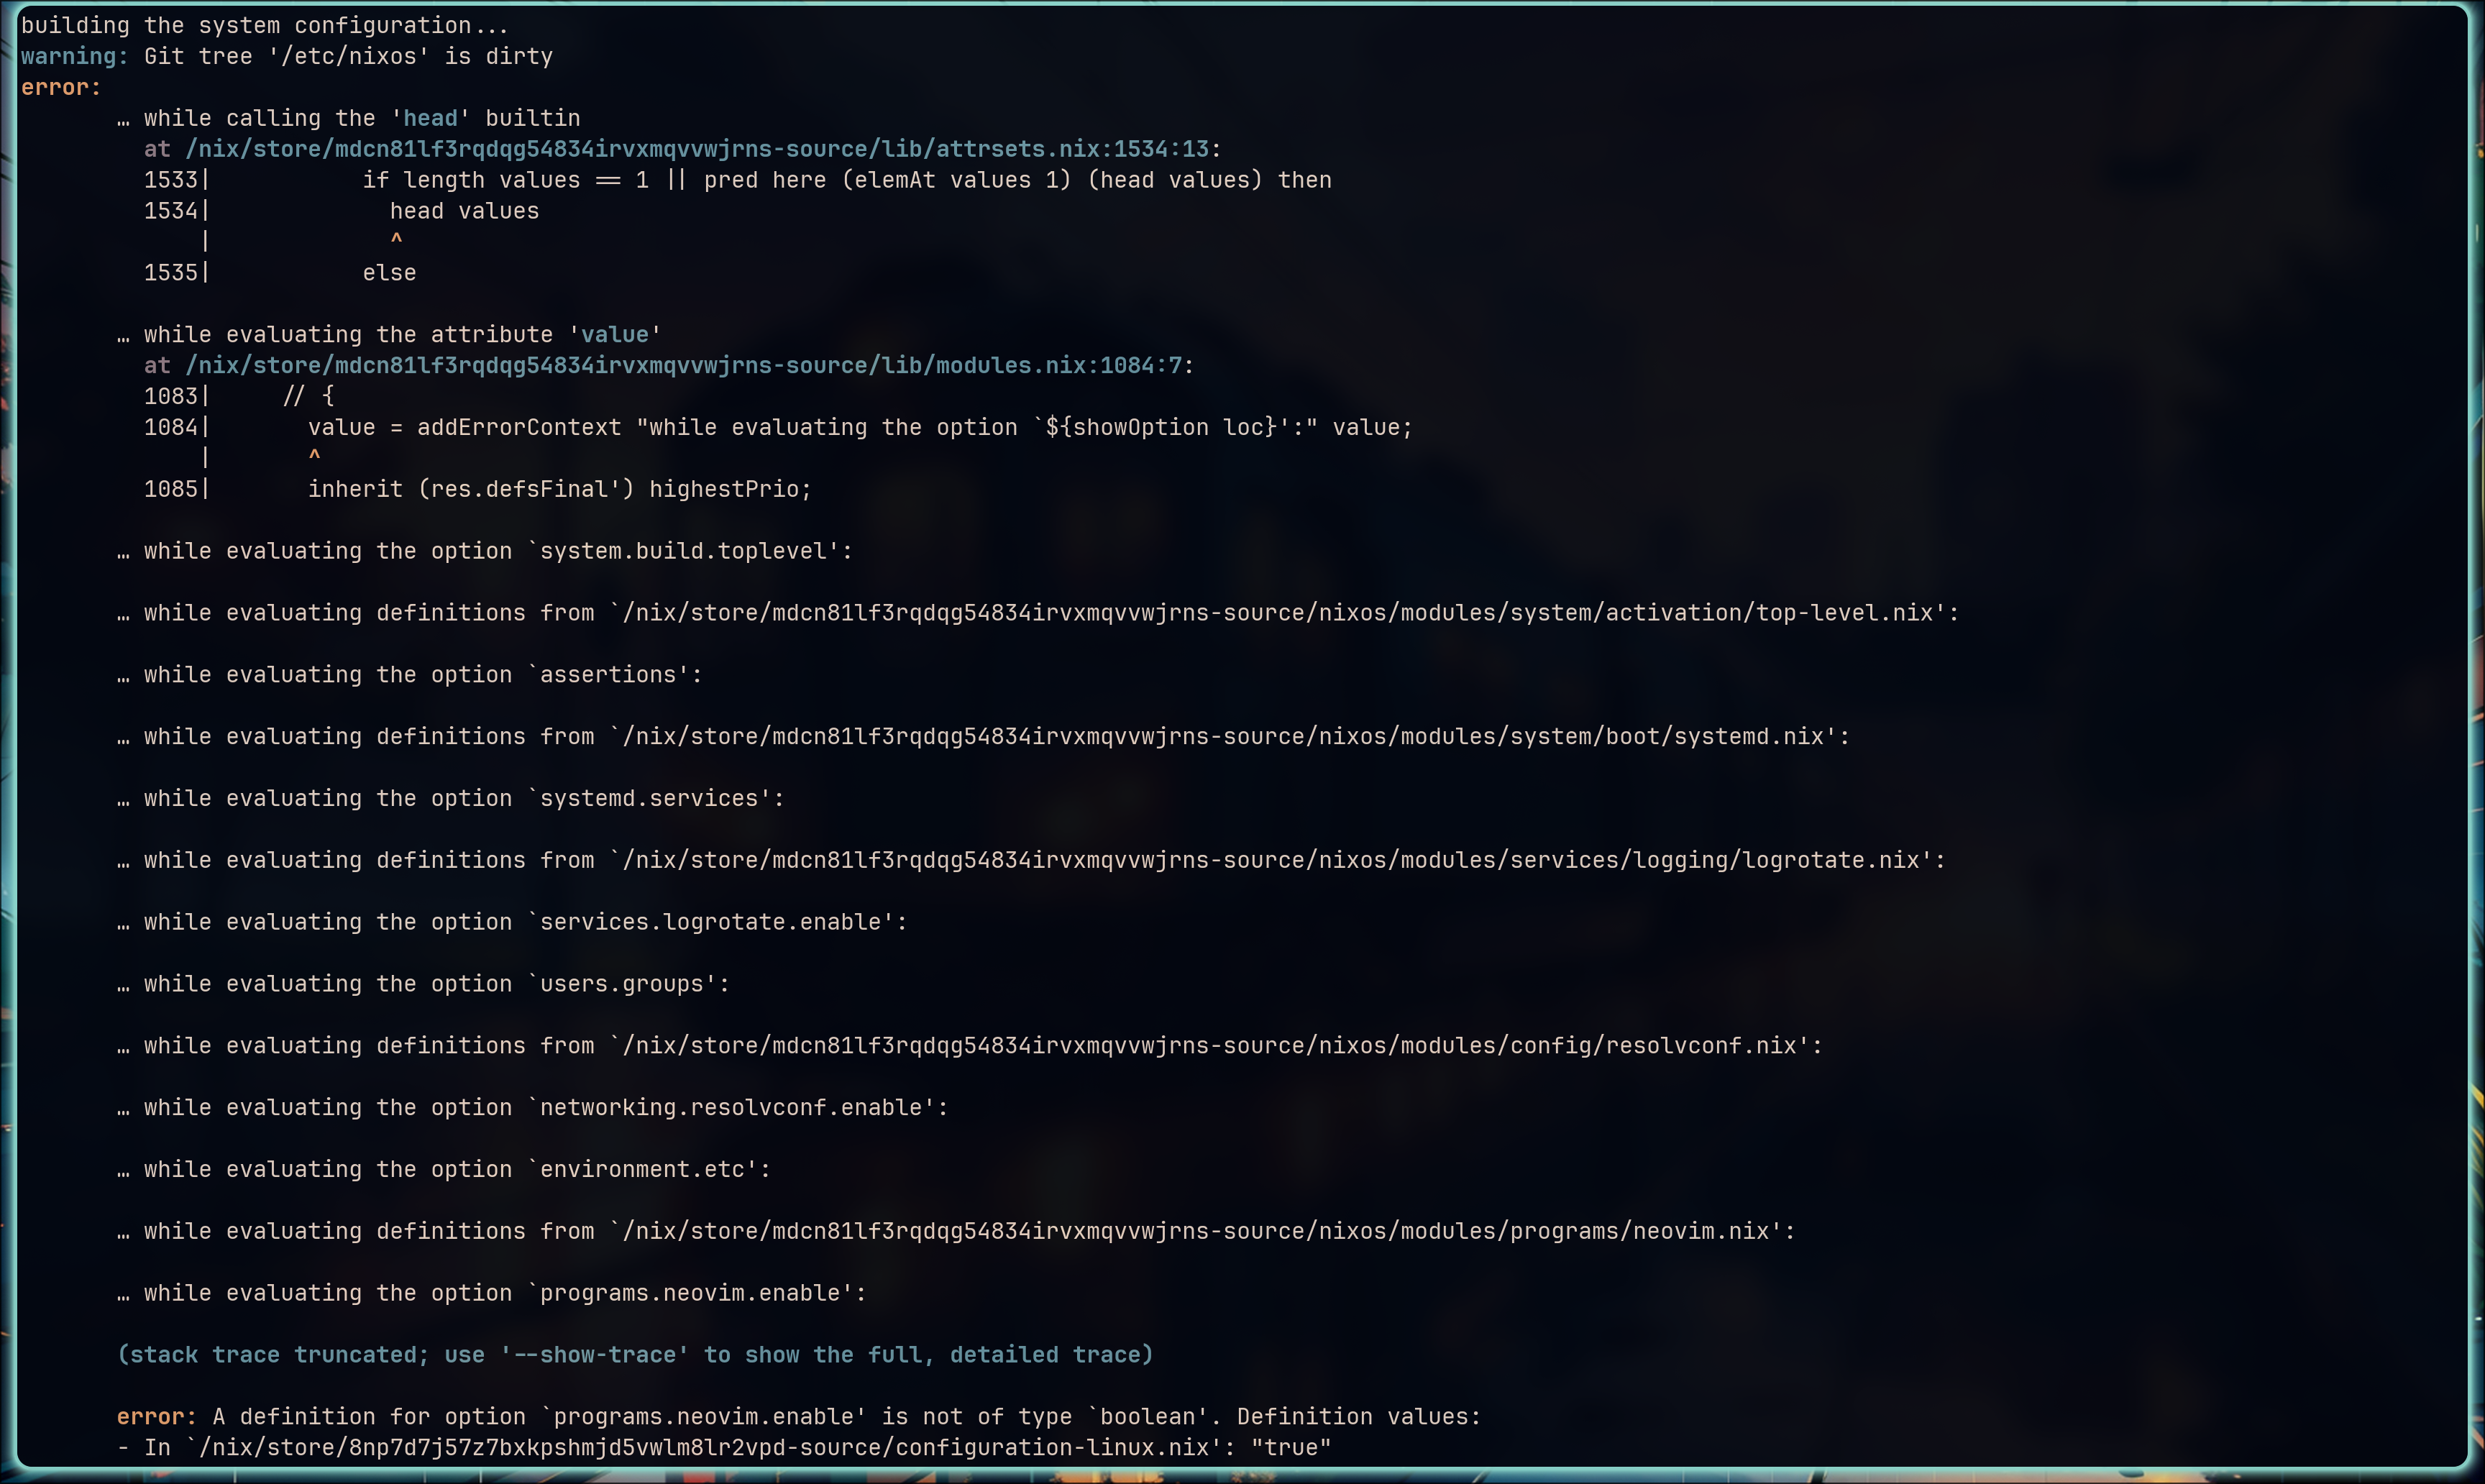 building the system configuration...
warning: Git tree '/etc/nixos' is dirty
error:
       … while calling the 'head' builtin
         at /nix/store/mdcn81lf3rqdqg54834irvxmqvvwjrns-source/lib/attrsets.nix:1534:13:
         1533|           if length values == 1 || pred here (elemAt values 1) (head values) then
         1534|             head values
             |             ^
         1535|           else

       … while evaluating the attribute 'value'
         at /nix/store/mdcn81lf3rqdqg54834irvxmqvvwjrns-source/lib/modules.nix:1084:7:
         1083|     // {
         1084|       value = addErrorContext "while evaluating the option `${showOption loc}':" value;
             |       ^
         1085|       inherit (res.defsFinal') highestPrio;

       … while evaluating the option `system.build.toplevel':

       … while evaluating definitions from `/nix/store/mdcn81lf3rqdqg54834irvxmqvvwjrns-source/nixos/modules/system/activation/top-level.nix':

       … while evaluating the option `assertions':

       … while evaluating definitions from `/nix/store/mdcn81lf3rqdqg54834irvxmqvvwjrns-source/nixos/modules/system/boot/systemd.nix':

       … while evaluating the option `systemd.services':

       … while evaluating definitions from `/nix/store/mdcn81lf3rqdqg54834irvxmqvvwjrns-source/nixos/modules/services/logging/logrotate.nix':

       … while evaluating the option `services.logrotate.enable':

       … while evaluating the option `users.groups':

       … while evaluating definitions from `/nix/store/mdcn81lf3rqdqg54834irvxmqvvwjrns-source/nixos/modules/config/resolvconf.nix':

       … while evaluating the option `networking.resolvconf.enable':

       … while evaluating the option `environment.etc':

       … while evaluating definitions from `/nix/store/mdcn81lf3rqdqg54834irvxmqvvwjrns-source/nixos/modules/programs/neovim.nix':

       … while evaluating the option `programs.neovim.enable':

       (stack trace truncated; use '--show-trace' to show the full, detailed trace)

       error: A definition for option `programs.neovim.enable' is not of type `boolean'. Definition values:
       - In `/nix/store/8np7d7j57z7bxkpshmjd5vwlm8lr2vpd-source/configuration-linux.nix': "true"